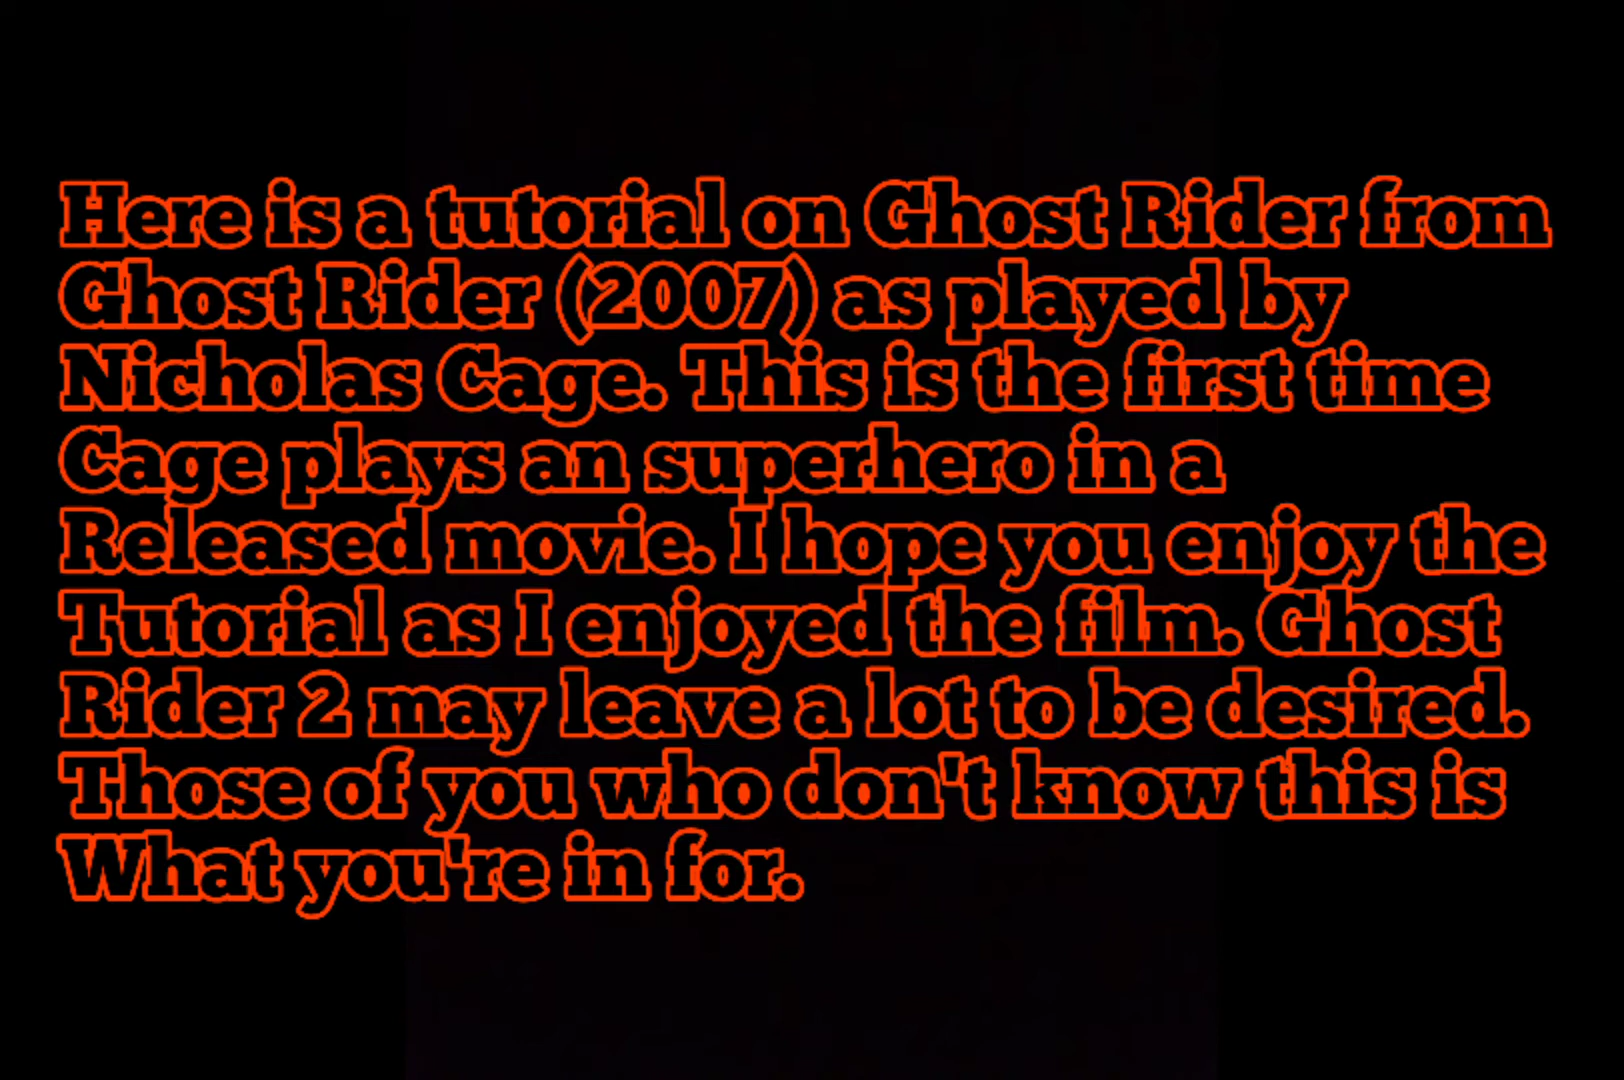 Here is a tutorial on Ghost Rider from
Ghost Rider (2007) as played by
Nicholas Cage. This is the first time
Cage plays an superhero in a
Released movie. I hope you enjoy the
Tutorial as I enjoyed the film. Ghost
Rider 2 may leave a lot to be desired.
Those of you who don't know this is
What you're in for.